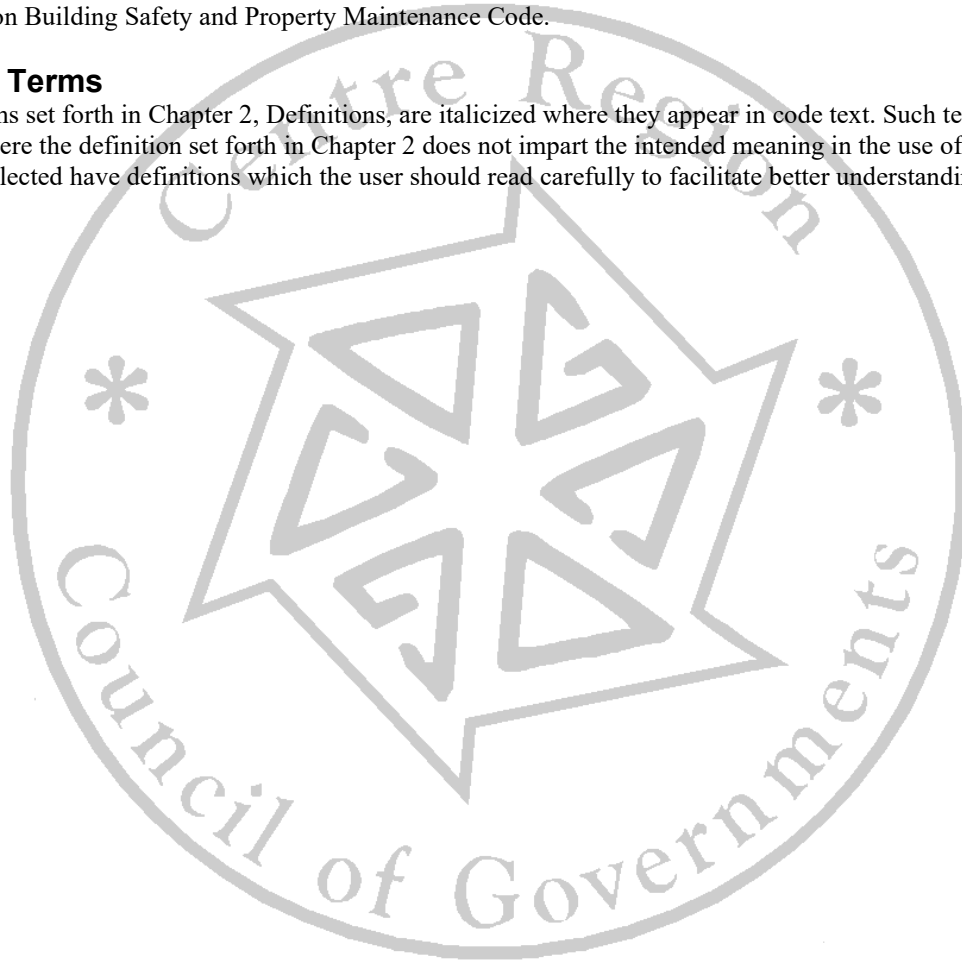 on Building Safety and Property Maintenance Code.
Terms
ns set forth in Chapter 2, Definitions, are italicized where they appear in code text. Such te
ere the definition set forth in Chapter 2 does not impart the intended meaning in the use of
lected have definitions which the user should read carefully to facilitate better understandi
Centre Region
* *
Council of Governments